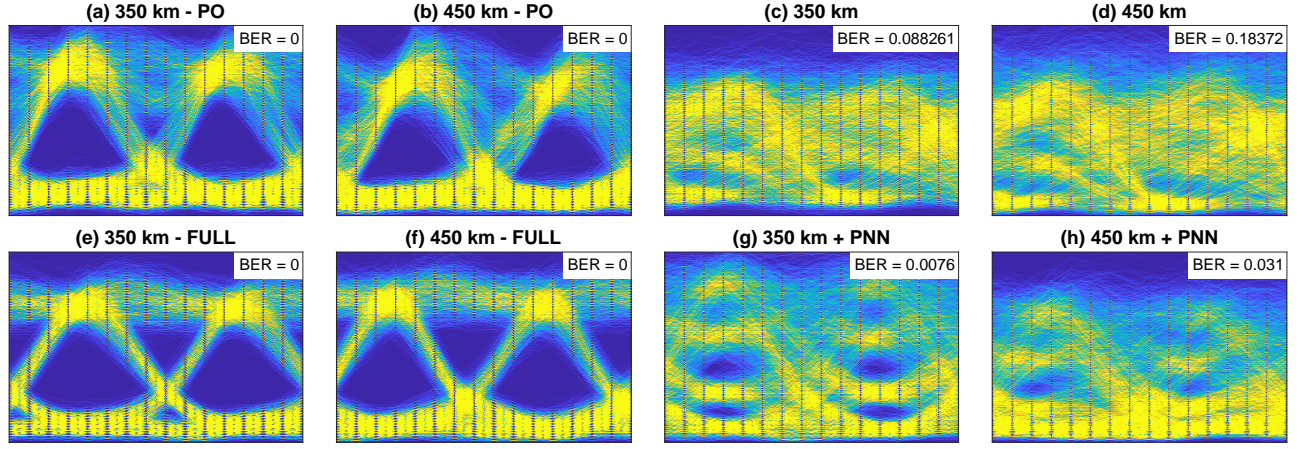 (a) 350 km - PO
BER = 0
(b) 450 km - PO
BER = 0
(c) 350 km
BER = 0.088261
(d) 450 km
BER = 0.18372
(e) 350 km - FULL
BER = 0
(f) 450 km - FULL
BER = 0
(g) 350 km + PNN
BER = 0.0076
(h) 450 km + PNN
BER = 0.031